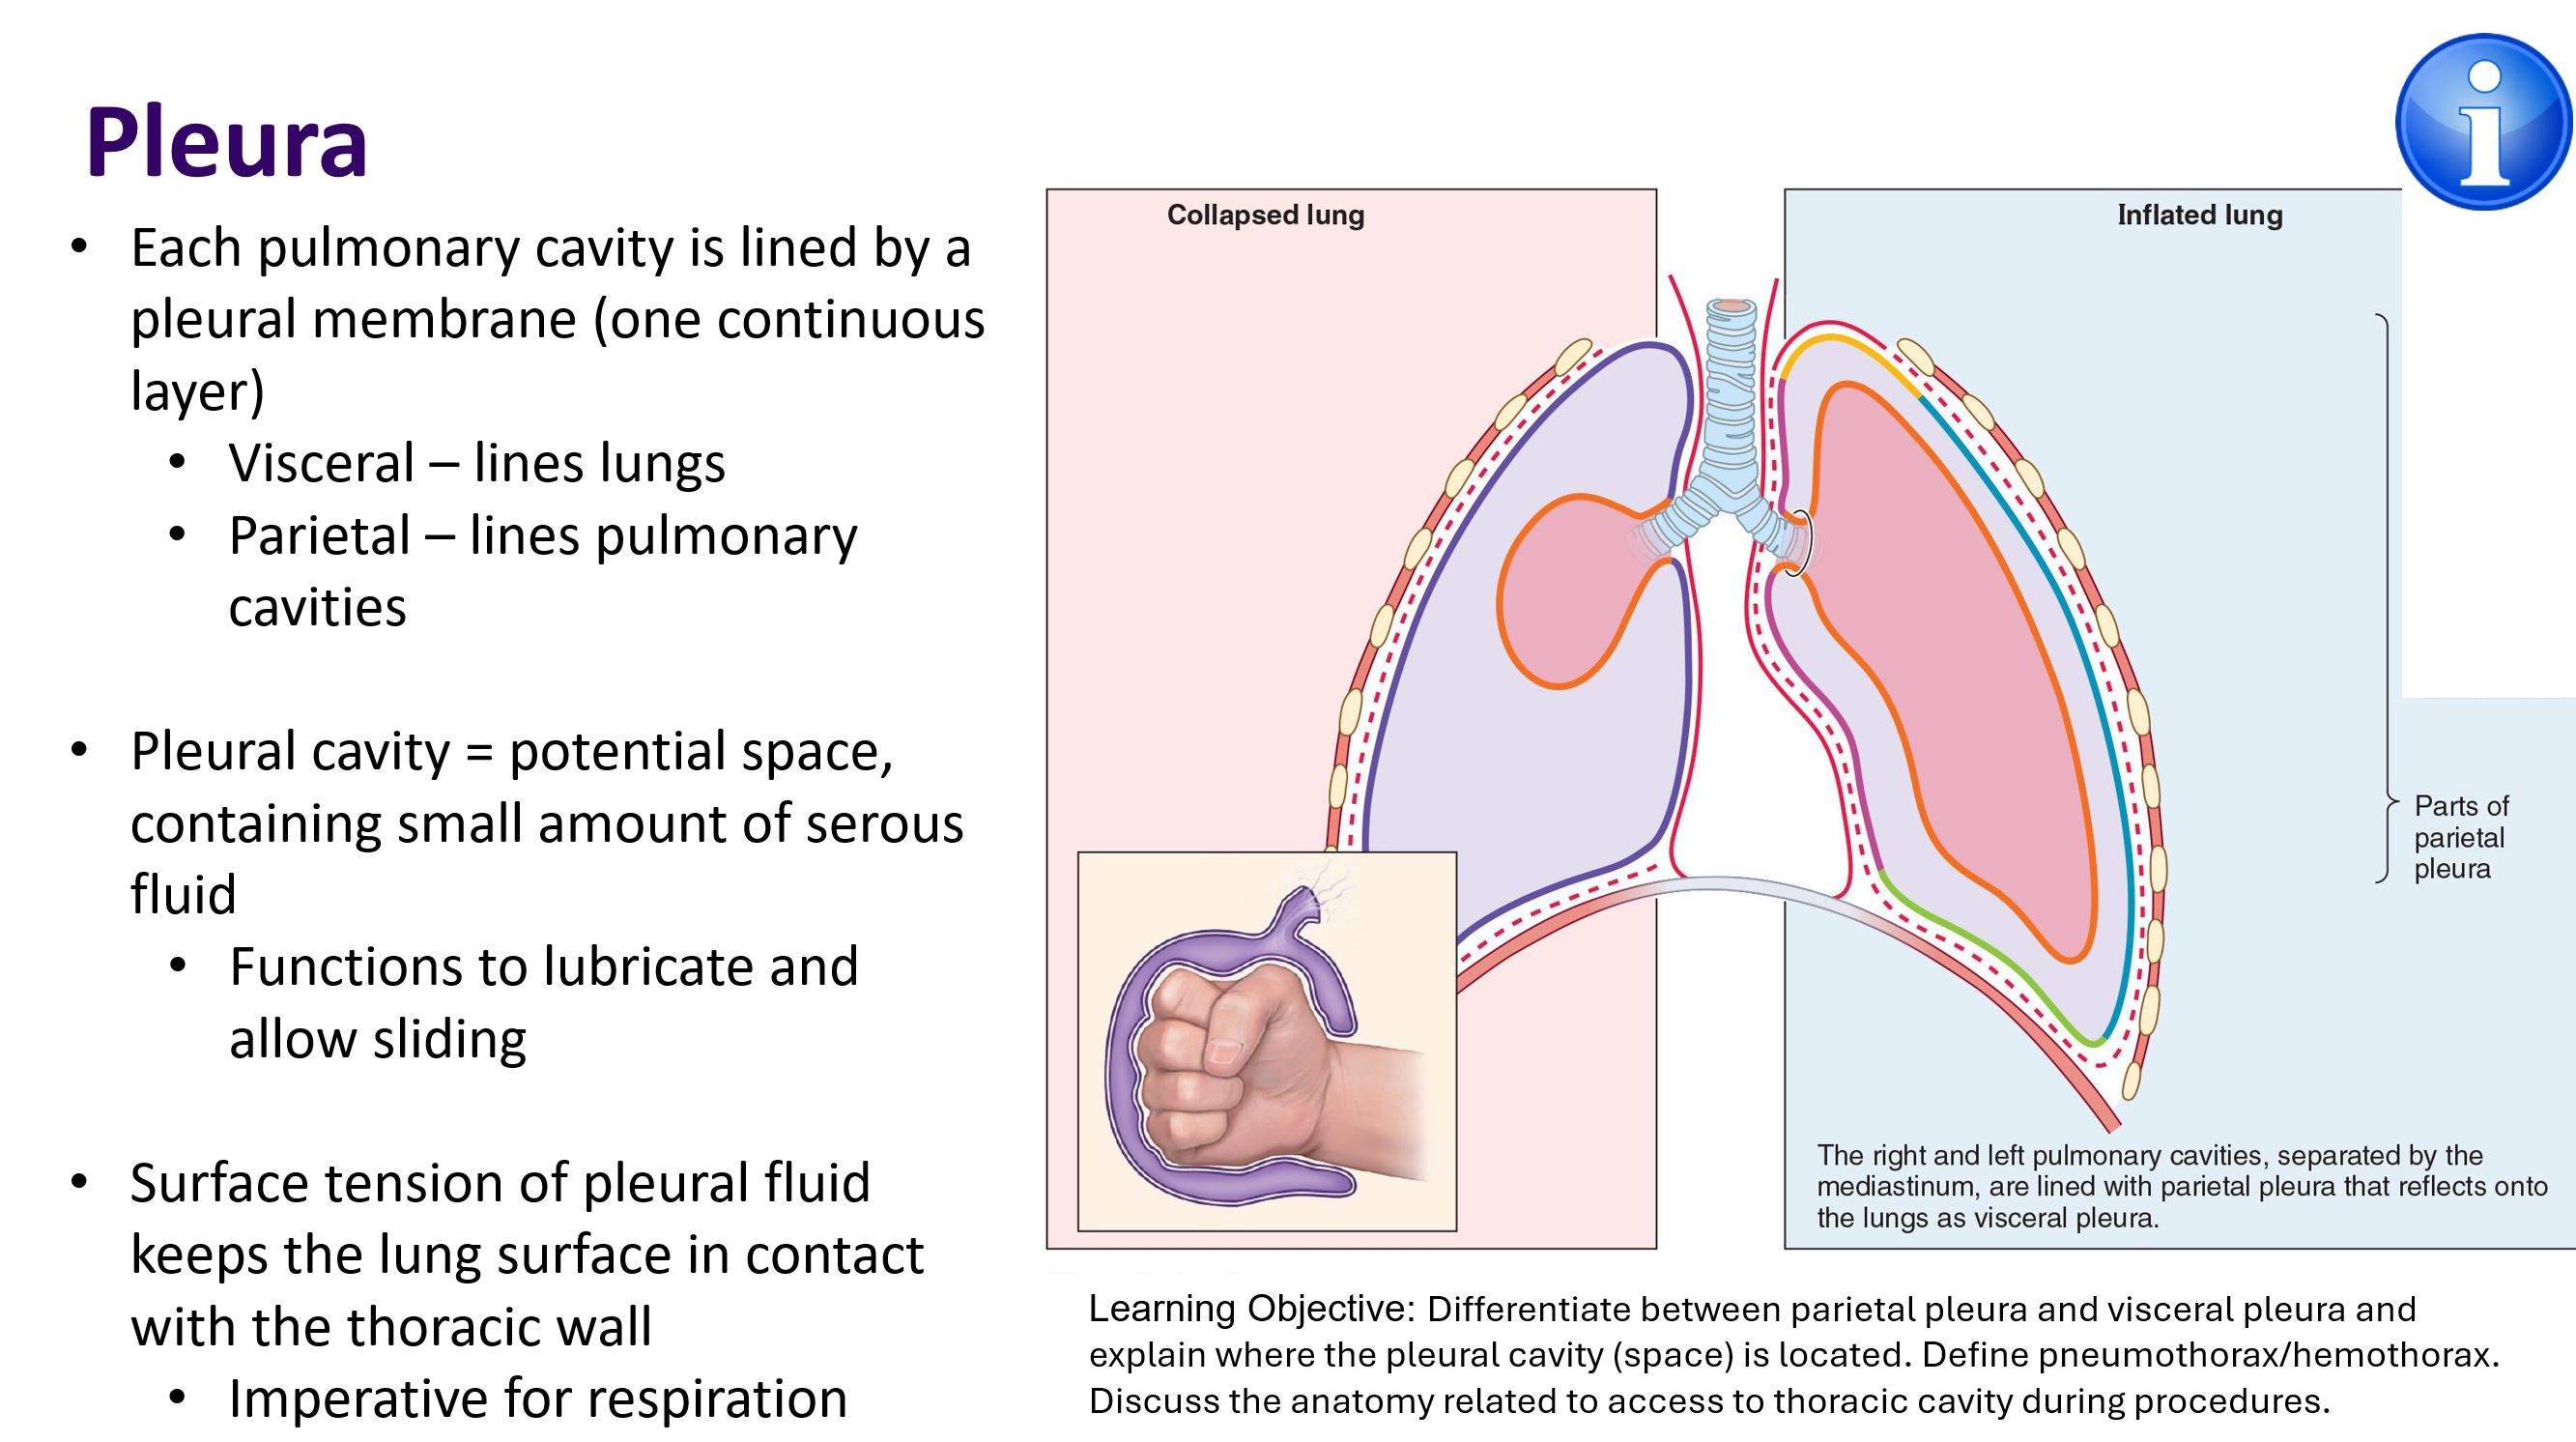 Pleura
• Each pulmonary cavity is lined by a
pleural membrane (one continuous
layer)
• Visceral – lines lungs
• Parietal – lines pulmonary
cavities
• Pleural cavity = potential space,
containing small amount of serous
fluid
• Functions to lubricate and
allow sliding
• Surface tension of pleural fluid
keeps the lung surface in contact
with the thoracic wall
• Imperative for respiration
i
Collapsed lung
Inflated lung
Parts of
parietal
pleura
The right and left pulmonary cavities, separated by the
mediastinum, are lined with parietal pleura that reflects onto
the lungs as visceral pleura.
Learning Objective: Differentiate between parietal pleura and visceral pleura and
explain where the pleural cavity (space) is located. Define pneumothorax/hemothorax.
Discuss the anatomy related to access to thoracic cavity during procedures.